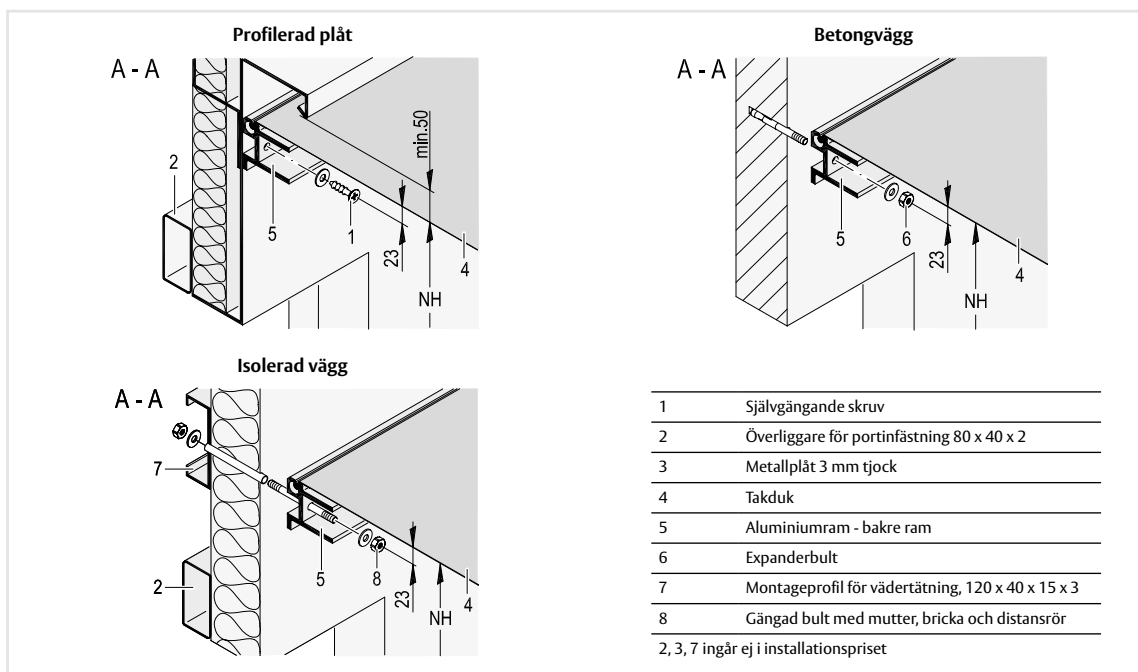 Profilerad plåt
A - A
2
min.50
5
1
23
4
NH
Betongvägg
A - A
5
6
23
4
NH
Isolerad vägg
A - A
7
2
5
8
23
4
NH
1 Självgängande skruv
2 Överliggare för portinfästning 80 x 40 x 2
3 Metallplåt 3 mm tjock
4 Takduk
5 Aluminiumram - bakre ram
6 Expanderbult
7 Montageprofil för vädertätning, 120 x 40 x 15 x 3
8 Gängad bult med mutter, bricka och distansrör
2, 3, 7 ingår ej i installationspriset